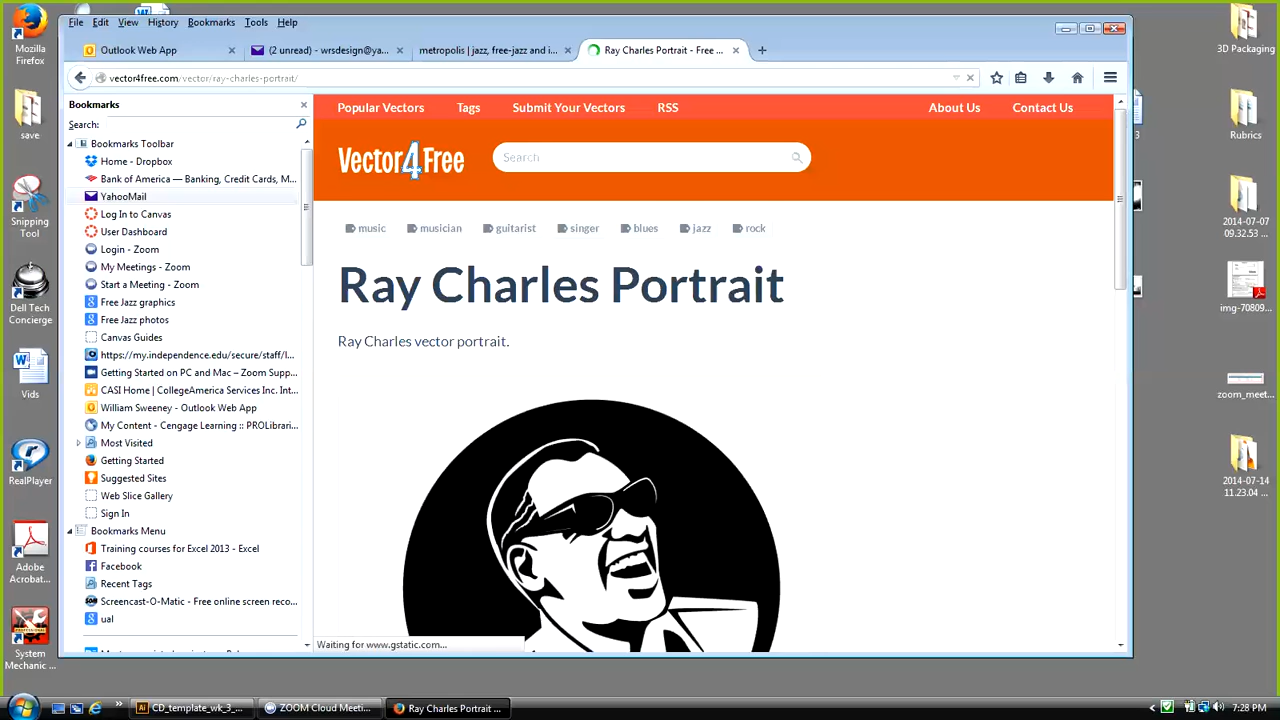 File Edit View History Bookmarks Tools Help
Outlook Web App
(2 unread) - wrsdesign@ya...
metropolis | jazz, free-jazz and i...
Ray Charles Portrait - Free ...
vector4free.com/vector/ray-charles-portrait/
Bookmarks
Search:
Bookmarks Toolbar
Home - Dropbox
Bank of America — Banking, Credit Cards, M...
YahooMail
Log In to Canvas
User Dashboard
Login - Zoom
My Meetings - Zoom
Start a Meeting - Zoom
Free Jazz graphics
Free Jazz photos
Canvas Guides
https://my.independence.edu/secure/staff/l...
Getting Started on PC and Mac – Zoom Supp...
CASI Home | CollegeAmerica Services Inc. Int...
William Sweeney - Outlook Web App
My Content - Cengage Learning :: PROLibrari...
Most Visited
Getting Started
Suggested Sites
Web Slice Gallery
Sign In
Bookmarks Menu
Training courses for Excel 2013 - Excel
Facebook
Recent Tags
Screencast-O-Matic - Free online screen reco...
ual
Popular Vectors Tags Submit Your Vectors RSS About Us Contact Us
Vector4Free
Search
music musician guitarist singer blues jazz rock
Ray Charles Portrait
Ray Charles vector portrait.
Waiting for www.gstatic.com...
Mozilla
Firefox
save
Snipping
Tool
Dell Tech
Concierge
Vids
RealPlayer
Adobe
Acrobat...
System
Mechanic ...
3D Packaging
3
Rubrics
2014-07-07
09.32.53 ...
img-70809...
zoom_meet...
2014-07-14
11.23.04 ...
CD_template_wk_3_...
ZOOM Cloud Meeti...
Ray Charles Portrait ...
7:28 PM